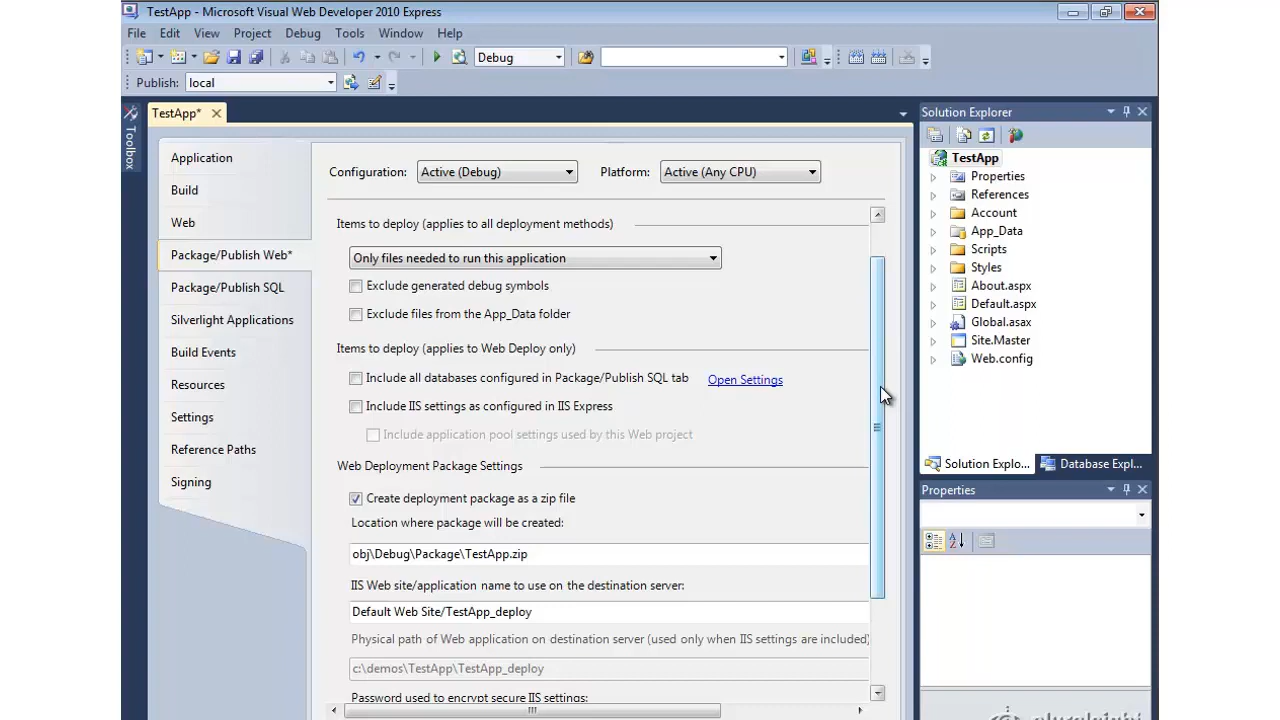 TestApp - Microsoft Visual Web Developer 2010 Express
File Edit View Project Debug Tools Window Help
Debug
Publish: local
Toolbox
TestApp*
Application
Build
Web
Package/Publish Web*
Package/Publish SQL
Silverlight Applications
Build Events
Resources
Settings
Reference Paths
Signing
Configuration: Active (Debug) Platform: Active (Any CPU)
Items to deploy (applies to all deployment methods)
Only files needed to run this application
Exclude generated debug symbols
Exclude files from the App_Data folder
Items to deploy (applies to Web Deploy only)
Include all databases configured in Package/Publish SQL tab Open Settings
Include IIS settings as configured in IIS Express
Include application pool settings used by this Web project
Web Deployment Package Settings
Create deployment package as a zip file
Location where package will be created:
obj\Debug\Package\TestApp.zip
IIS Web site/application name to use on the destination server:
Default Web Site/TestApp_deploy
Physical path of Web application on destination server (used only when IIS settings are included)
c:\demos\TestApp\TestApp_deploy
Password used to encrypt secure IIS settings:
Solution Explorer
TestApp
Properties
References
Account
App_Data
Scripts
Styles
About.aspx
Default.aspx
Global.asax
Site.Master
Web.config
Solution Explo... Database Expl...
Properties